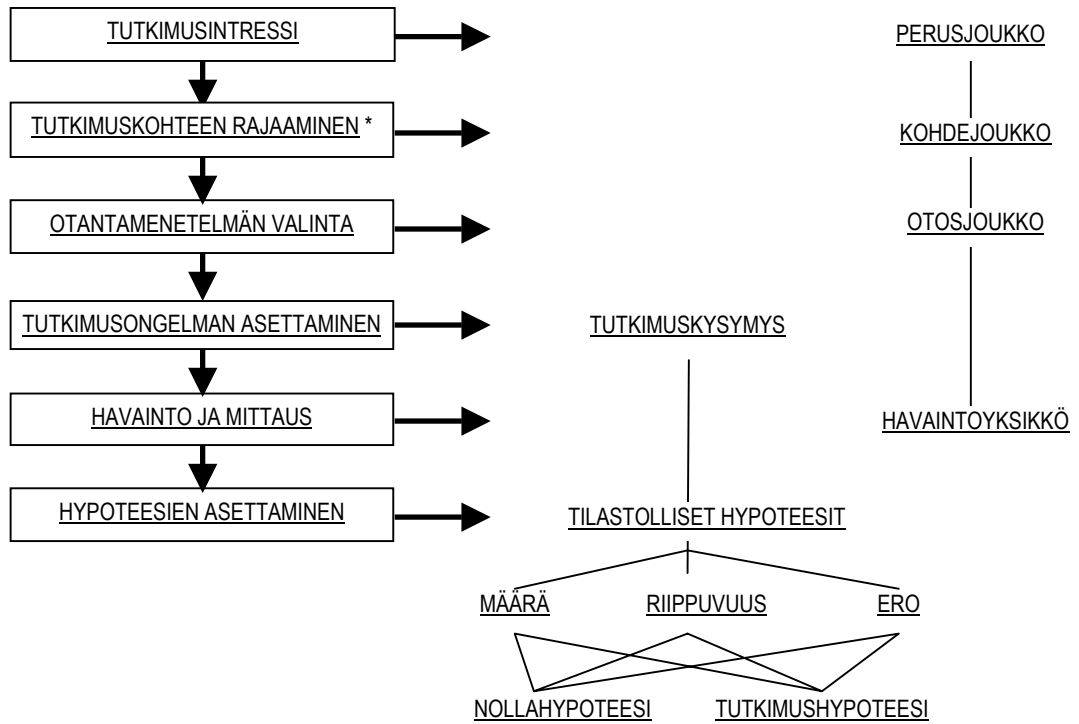 TUTKIMUSINTRESSI
PERUSJOUKKO
TUTKIMUSKOHTEEN RAJAAMINEN *
KOHDEJOUKKO
OTANTAMENETELMÄN VALINTA
OTOSJOUKKO
TUTKIMUSONGELMAN ASETTAMINEN
TUTKIMUSKYSYMYS
HAVAINTO JA MITTAUS
HAVAINTOYKSIKKÖ
HYPOTEESIEN ASETTAMINEN
TILASTOLLISET HYPOTEESIT
MÄÄRÄ
RIIPPUVUUS
ERO
NOLLAHYPOTEESI
TUTKIMUSHYPOTEESI